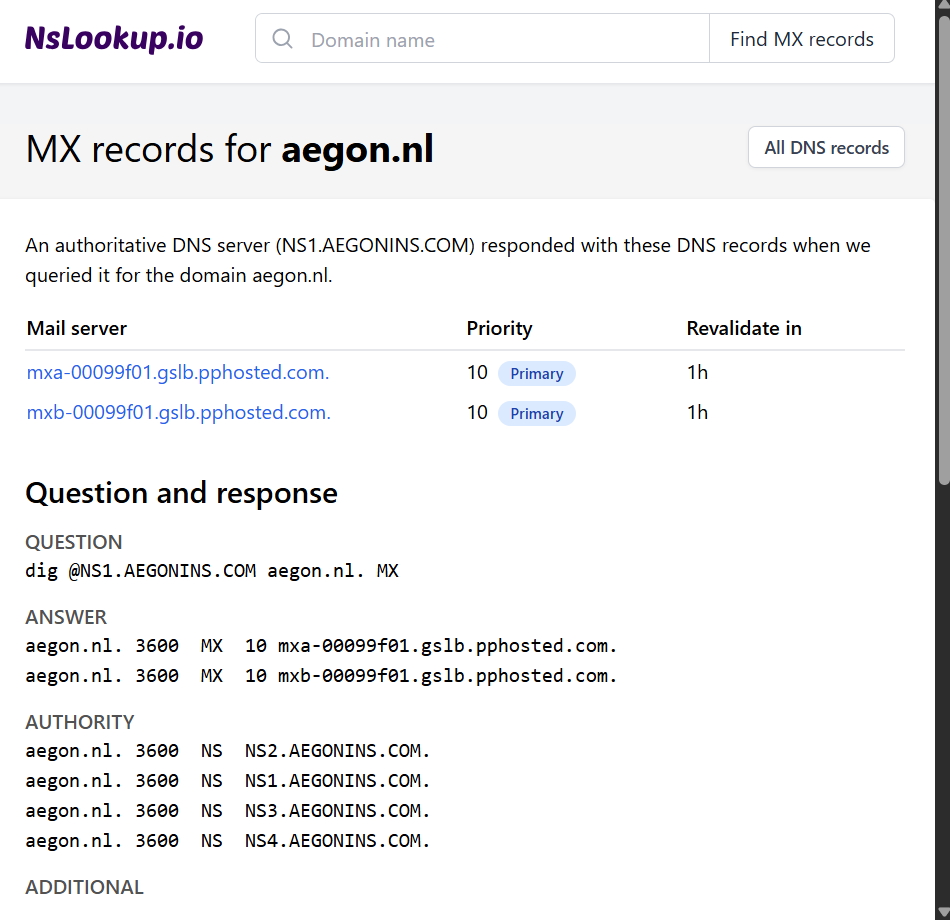 NsLookup.io
Domain name
Find MX records
MX records for aegon.nl
All DNS records
An authoritative DNS server (NS1.AEGONINS.COM) responded with these DNS records when we
queried it for the domain aegon.nl.
Mail server Priority Revalidate in
mxa-00099f01.gslb.pphosted.com. 10 Primary 1h
mxb-00099f01.gslb.pphosted.com. 10 Primary 1h
Question and response
QUESTION
dig @NS1.AEGONINS.COM aegon.nl. MX
ANSWER
aegon.nl. 3600 MX 10 mxa-00099f01.gslb.pphosted.com.
aegon.nl. 3600 MX 10 mxb-00099f01.gslb.pphosted.com.
AUTHORITY
aegon.nl. 3600 NS NS2.AEGONINS.COM.
aegon.nl. 3600 NS NS1.AEGONINS.COM.
aegon.nl. 3600 NS NS3.AEGONINS.COM.
aegon.nl. 3600 NS NS4.AEGONINS.COM.
ADDITIONAL